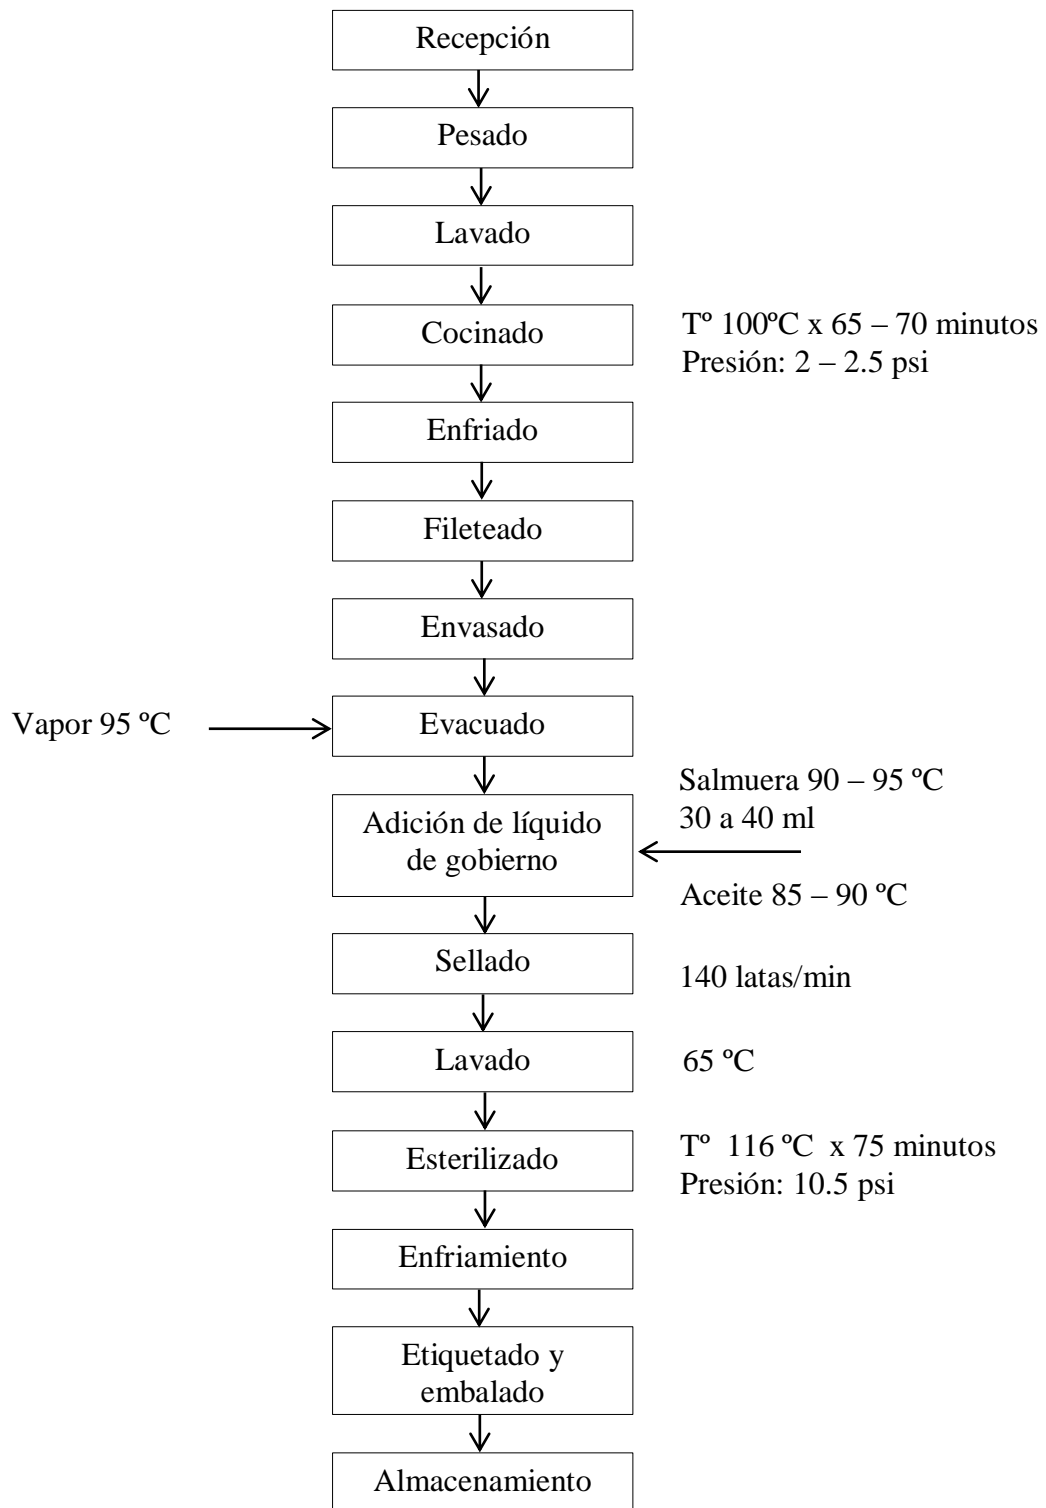 Recepción
Pesado
Lavado
Cocinado
Tº 100ºC x 65 – 70 minutos
Presión: 2 – 2.5 psi
Enfriado
Fileteado
Envasado
Vapor 95 ºC
Evacuado
Salmuera 90 – 95 ºC
30 a 40 ml
Adición de líquido
de gobierno
Aceite 85 – 90 ºC
Sellado
140 latas/min
Lavado
65 ºC
Esterilizado
Tº 116 ºC x 75 minutos
Presión: 10.5 psi
Enfriamiento
Etiquetado y
embalado
Almacenamiento